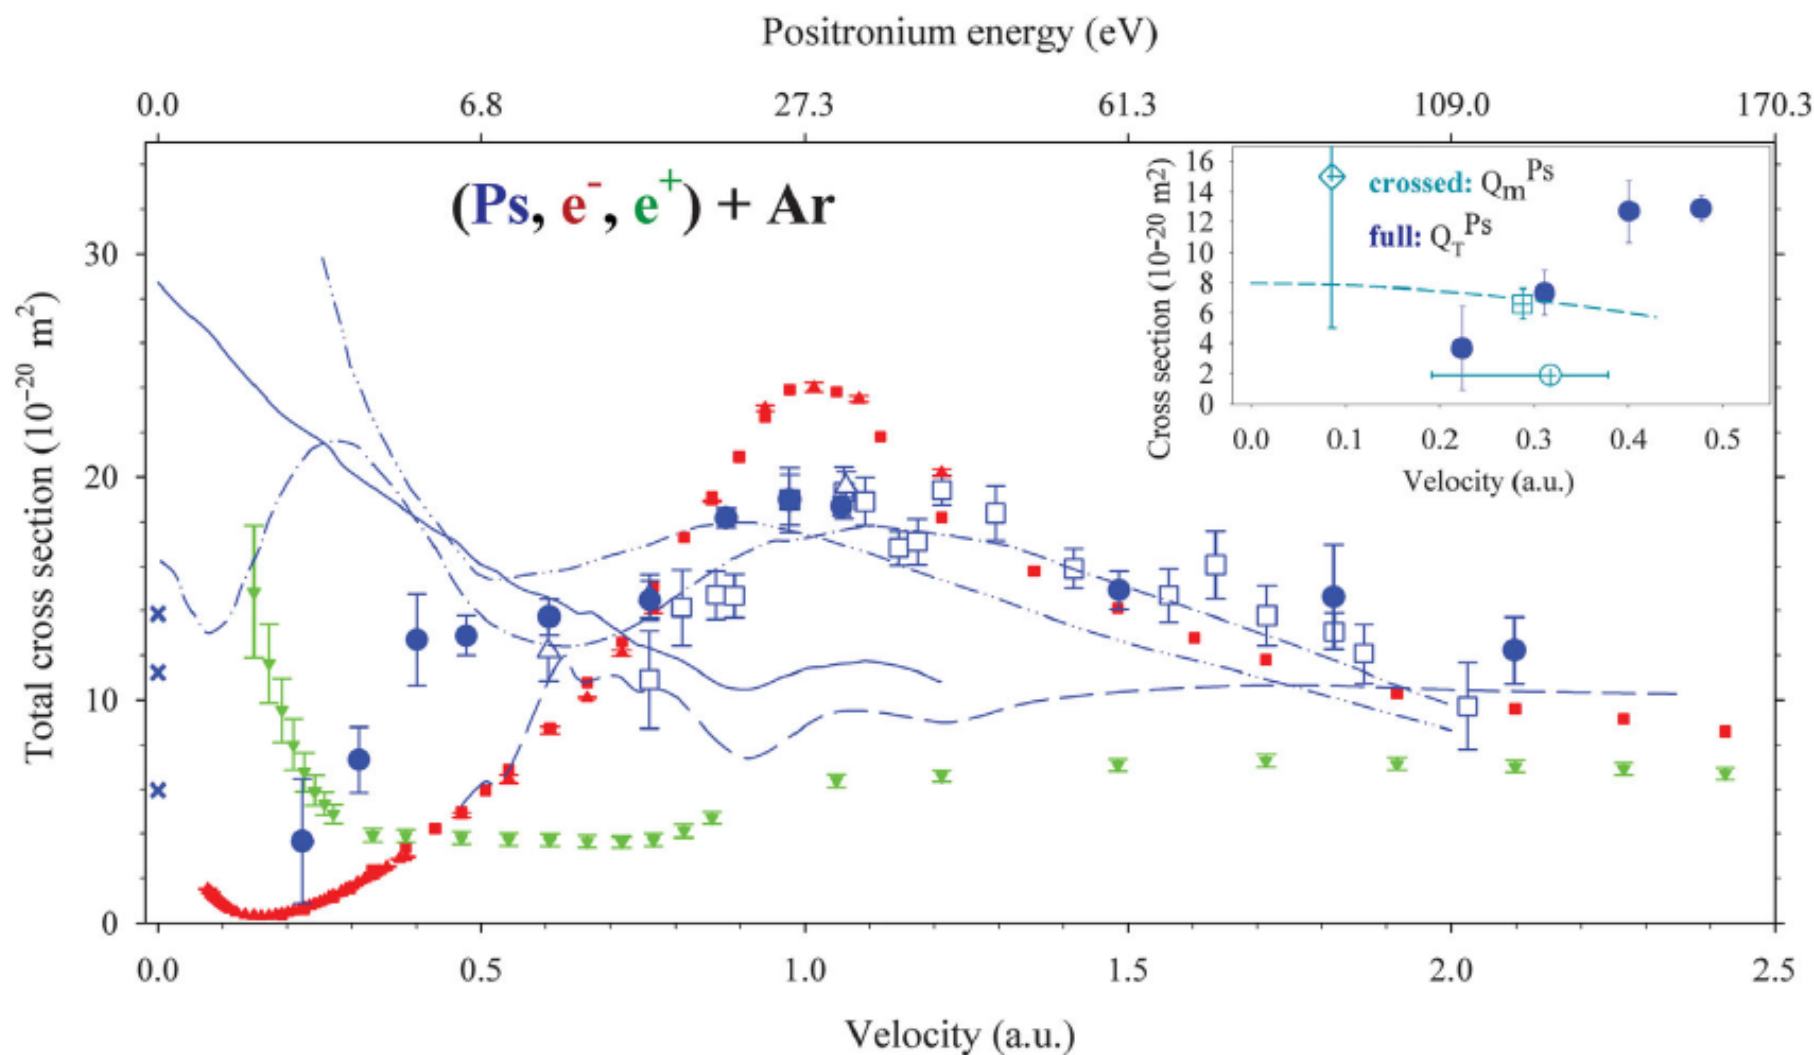 Positronium energy (eV)
0.0 6.8 27.3 61.3 109.0 170.3
(Ps, e⁻, e⁺) + Ar
Total cross section (10⁻²⁰ m²)
30
20
10
0
0.0 0.5 1.0 1.5 2.0 2.5
Velocity (a.u.)
Cross section (10⁻²⁰ m2)
16
14
12
10
8
6
4
2
0
crossed: Qₘᴾˢ
full: Q_Tᴾˢ
0.0 0.1 0.2 0.3 0.4 0.5
Velocity (a.u.)